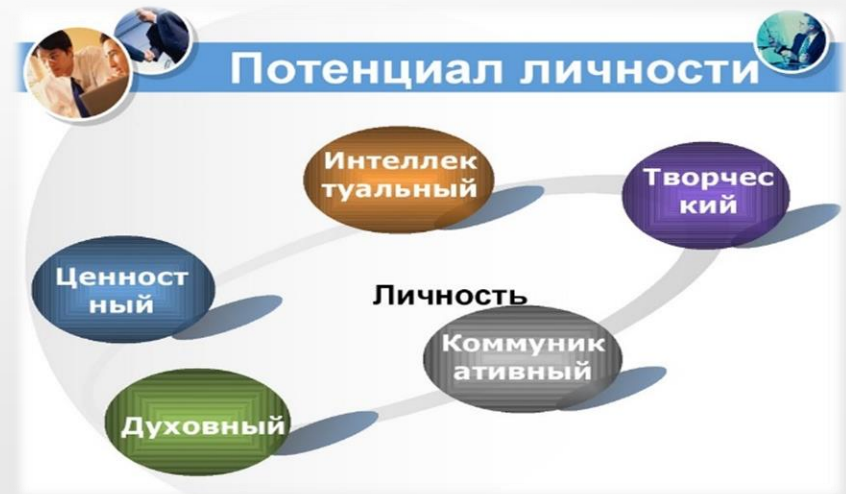 Потенциал личности
Интеллек
туальный
Творчес
кий
Ценност
ный
Личность
Коммуник
ативный
Духовный